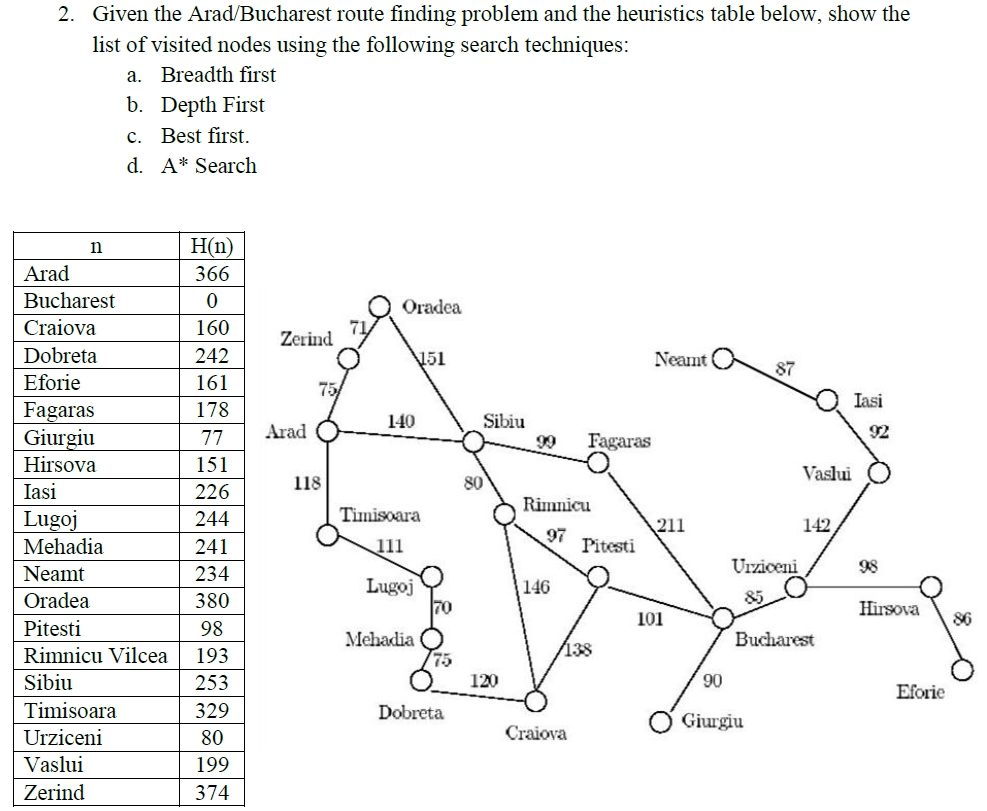 2. Given the Arad/Bucharest route finding problem and the heuristics table below, show the
list of visited nodes using the following search techniques:
a. Breadth first
b. Depth First
c. Best first.
d. A* Search
n H(n)
Arad 366
Bucharest 0
Craiova 160
Dobreta 242
Eforie 161
Fagaras 178
Giurgiu 77
Hirsova 151
Iasi 226
Lugoj 244
Mehadia 241
Neamt 234
Oradea 380
Pitesti 98
Rimnicu Vilcea 193
Sibiu 253
Timisoara 329
Urziceni 80
Vaslui 199
Zerind 374
Oradea
71
Zerind
151
Neamt
87
75
Iasi
140
Sibiu
Arad
99
Fagaras
92
Vaslui
118
80
Rimnicu
Timisoara
97
211
142
111
Pitesti
Urziceni
98
Lugoj
146
85
70
Hirsova
101
86
Mehadia
Bucharest
138
75
120
90
Eforie
Dobreta
Giurgiu
Craiova